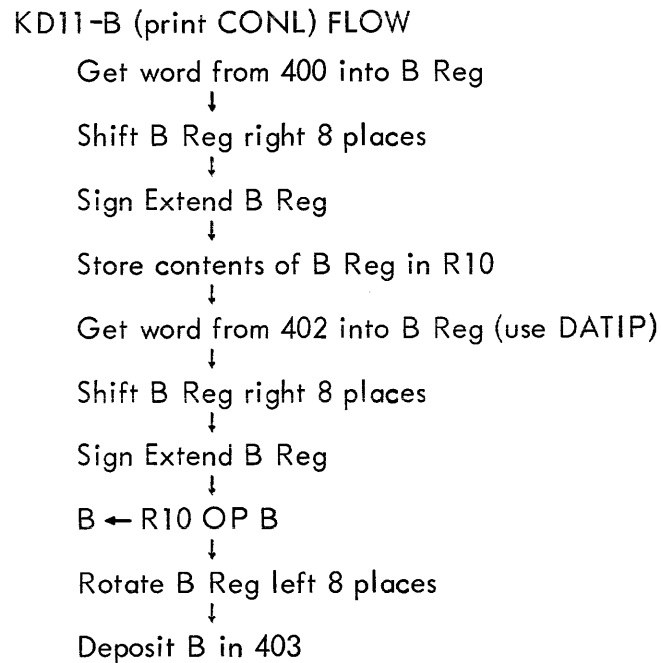 KD11-B (print CONL) FLOW
Get word from 400 into B Reg
↓
Shift B Reg right 8 places
↓
Sign Extend B Reg
↓
Store contents of B Reg in R10
↓
Get word from 402 into B Reg (use DATIP)
↓
Shift B Reg right 8 places
↓
Sign Extend B Reg
↓
B ← R10 OP B
↓
Rotate B Reg left 8 places
↓
Deposit B in 403